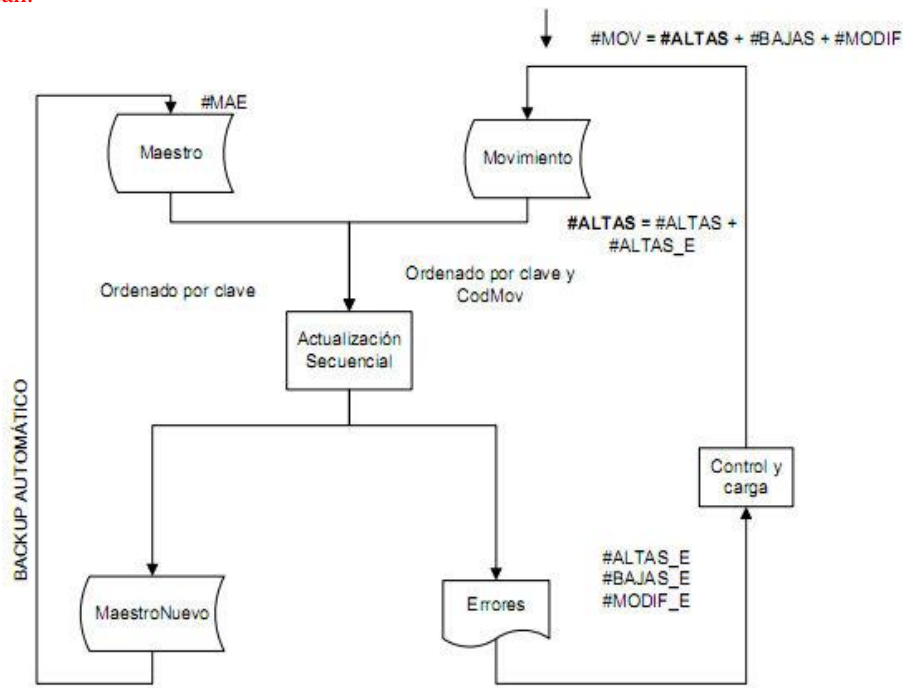 #MOV = #ALTAS + #BAJAS + #MODIF
#MAE
Maestro
Movimiento
#ALTAS = #ALTAS +
#ALTAS_E
Ordenado por clave
Ordenado por clave y
CodMov
Actualización
Secuencial
BACKUP AUTOMÁTICO
Control y
carga
#ALTAS_E
#BAJAS_E
#MODIF_E
MaestroNuevo
Errores